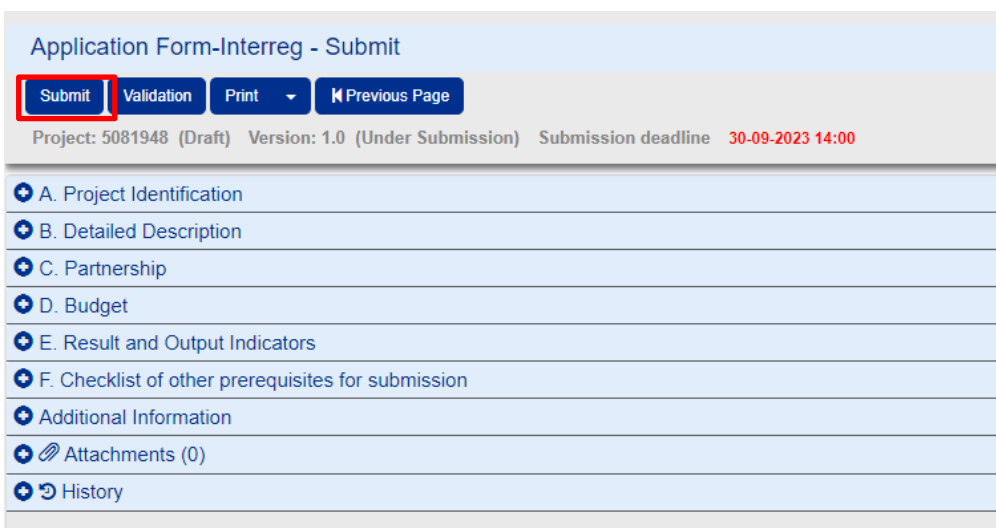 Application Form-Interreg - Submit
Submit Validation Print Previous Page
Project: 5081948 (Draft) Version: 1.0 (Under Submission) Submission deadline 30-09-2023 14:00
A. Project Identification
B. Detailed Description
C. Partnership
D. Budget
E. Result and Output Indicators
F. Checklist of other prerequisites for submission
Additional Information
Attachments (0)
History